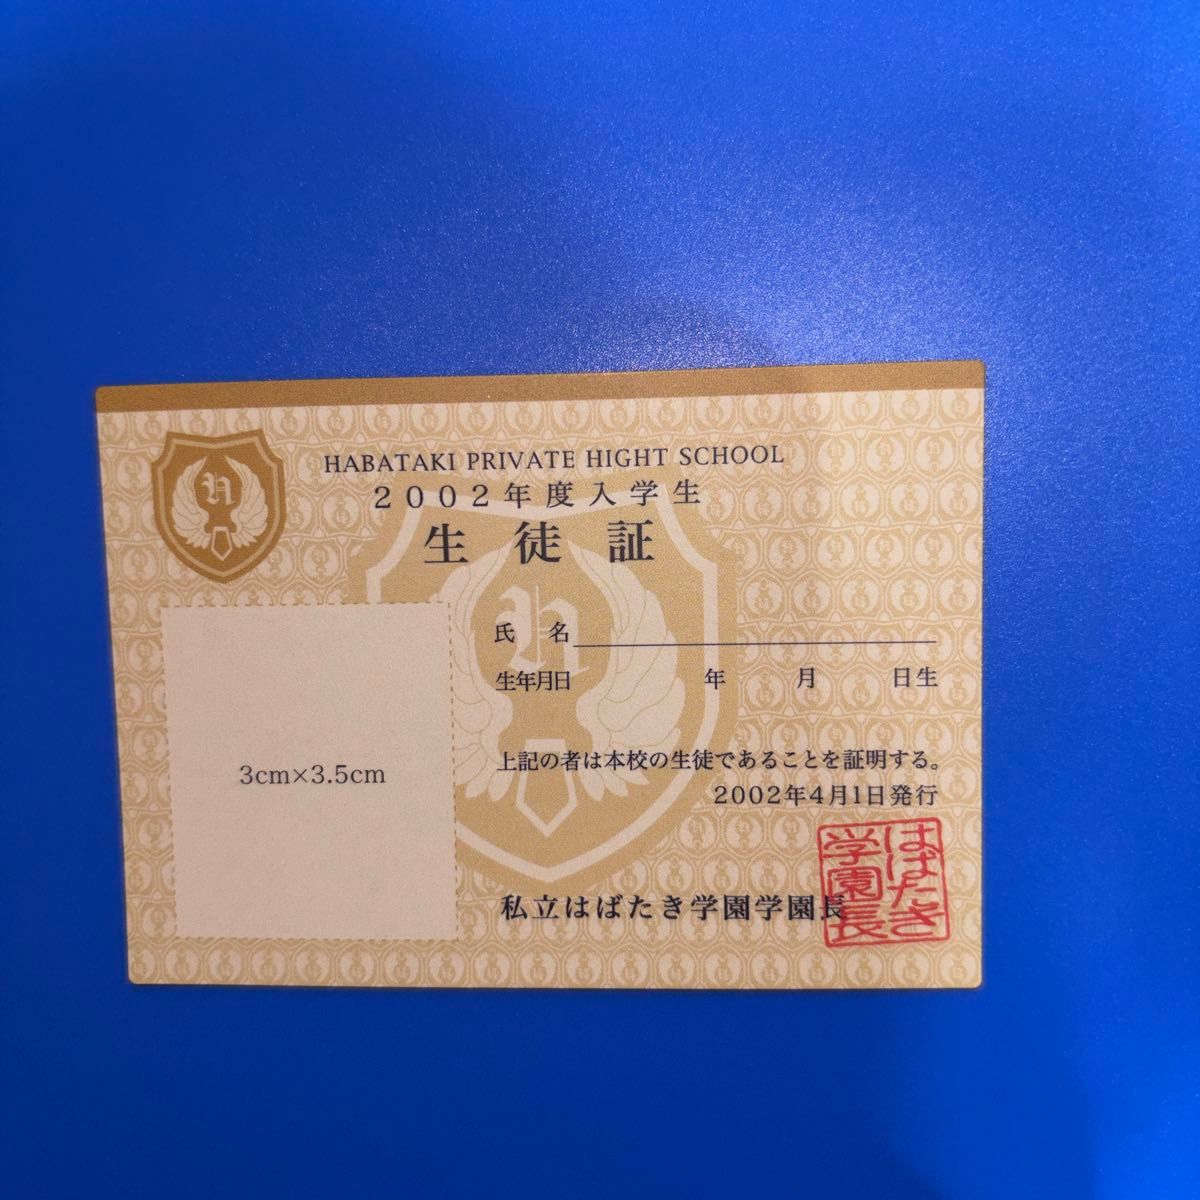 HABATAKI PRIVATE HIGHT SCHOOL
2002年度入学生
生徒証
氏 名
生年月日 年 月 日生
3cm×3.5cm
上記の者は本校の生徒であることを証明する。
2002年4月1日発行
私立はばたき学園学園長
はばたき
学園長